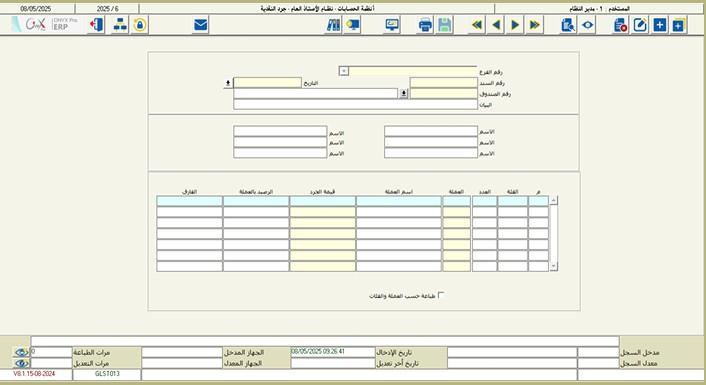 المستخدم : 1 - مدير النظام
أنظمة الحسابات - نظام الأستاذ العام - جرد النقدية
2025 / 6
08/05/2025
ONYX Pro
ERP
رقم الفرع
رقم السند
التاريخ
رقم الصندوق
البيان
الاسم
الاسم
الاسم
الاسم
الاسم
الاسم
م الفئة العدد العملة اسم العملة قيمة الجرد الرصيد بالعملة الفارق
طباعة حسب العملة والفئات
مدخل السجل
تاريخ الإدخال 08/05/2025 09:26:41
الجهاز المدخل
مرات الطباعة 0
معدل السجل
تاريخ أخر تعديل
الجهاز المعدل
مرات التعديل
GLST013
V8.1.15-08-2024